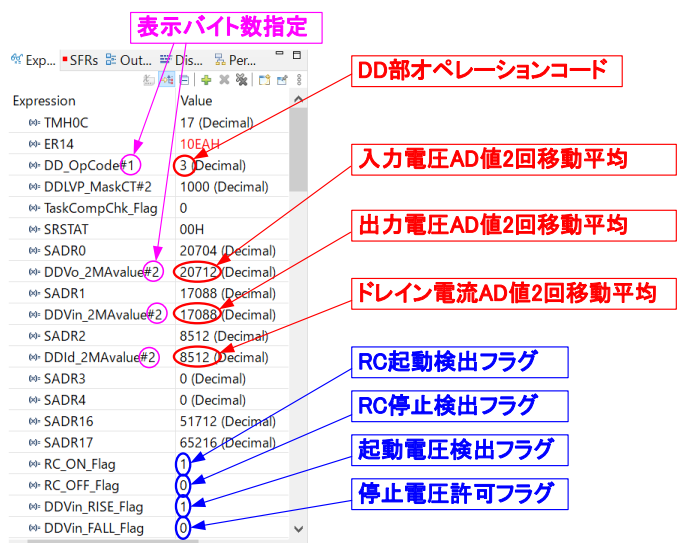 表示バイト数指定
Exp... SFRs Out... Dis... Per...
DD部オペレーションコード
Expression Value
TMH0C 17 (Decimal)
ER14 10EAH
DD_OpCode#1 3 (Decimal)
入力電圧AD値2回移動平均
DDLVP_MaskCT#2 1000 (Decimal)
TaskCompChk_Flag 0
出力電圧AD値2回移動平均
SRSTAT 00H
SADR0 20704 (Decimal)
DDVo_2MAvalue#2 20712 (Decimal)
SADR1 17088 (Decimal)
ドレイン電流AD値2回移動平均
DDVin_2MAvalue#2 17088 (Decimal)
SADR2 8512 (Decimal)
DDId_2MAvalue#2 8512 (Decimal)
RC起動検出フラグ
SADR3 0 (Decimal)
SADR4 0 (Decimal)
RC停止検出フラグ
SADR16 51712 (Decimal)
SADR17 65216 (Decimal)
起動電圧検出フラグ
RC_ON_Flag 1
RC_OFF_Flag 0
停止電圧許可フラグ
DDVin_RISE_Flag 1
DDVin_FALL_Flag 0